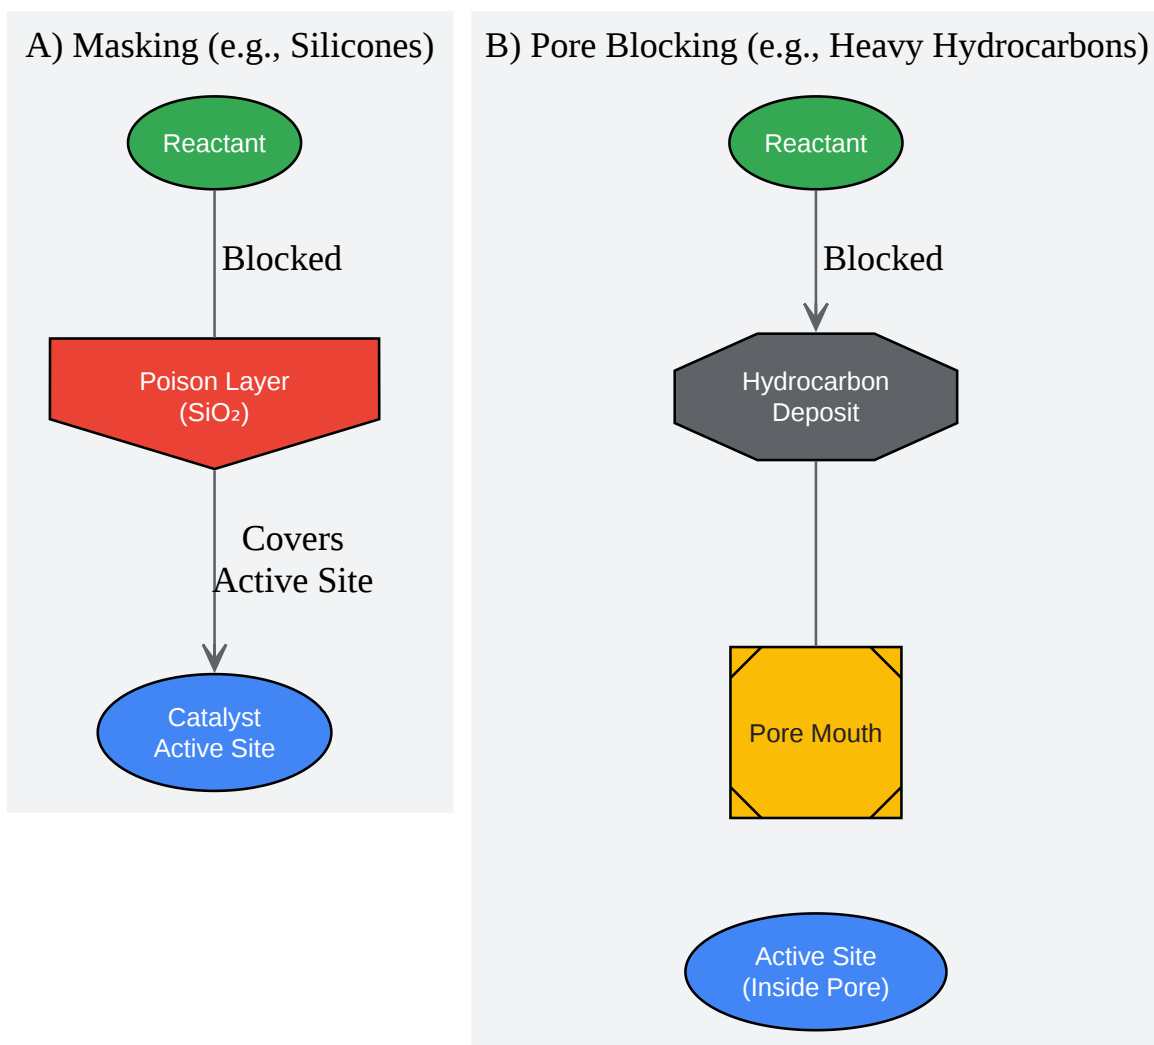 A) Masking (e.g., Silicones)
Reactant
Blocked
Poison Layer
(SiO₂)
Covers
Active Site
Catalyst
Active Site
B) Pore Blocking (e.g., Heavy Hydrocarbons)
Reactant
Blocked
Hydrocarbon
Deposit
Pore Mouth
Active Site
(Inside Pore)